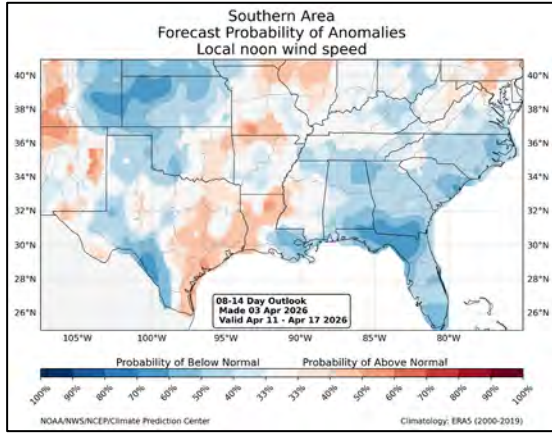 Southern Area
Forecast Probability of Anomalies
Local noon wind speed
40°N 40°N
38°N 38°N
36°N 36°N
34°N 34°N
32°N 32°N
30°N 30°N
28°N 28°N
26°N 26°N
08-14 Day Outlook
Made 03 Apr 2026
Valid Apr 11 - Apr 17 2026
105°W 100°W 95°W 90°W 85°W 80°W
Probability of Below Normal Probability of Above Normal
100% 90% 80% 70% 60% 50% 40% 33% 33% 40% 50% 60% 70% 80% 90% 100%
NOAA/NWS/NCEP/Climate Prediction Center Climatology: ERA5 (2000-2019)